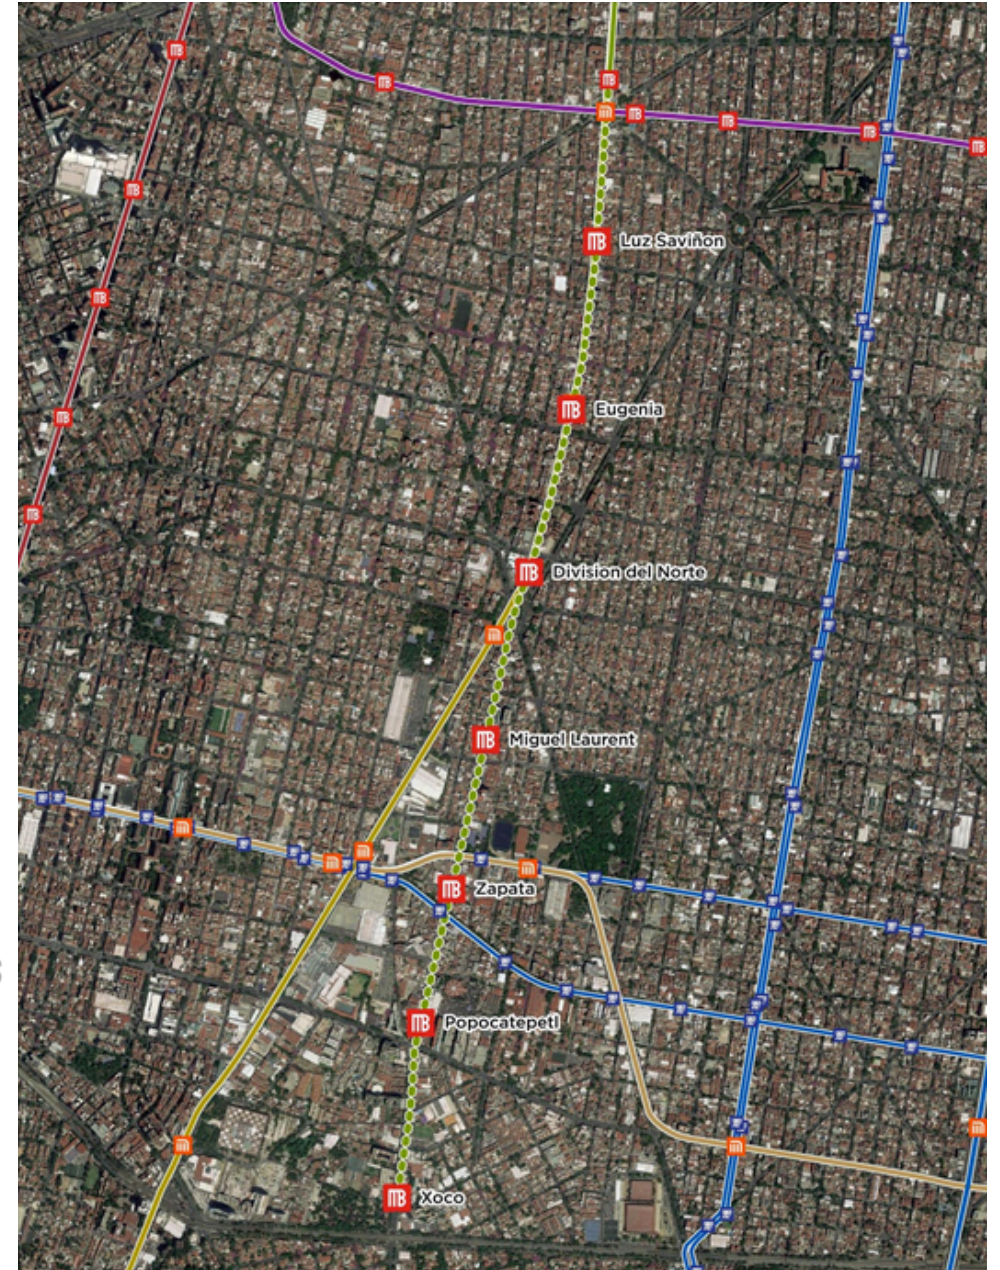 Luz Saviñon
Eugenia
Division del Norte
Miguel Laurent
Zapata
Popocatepetl
Xoco